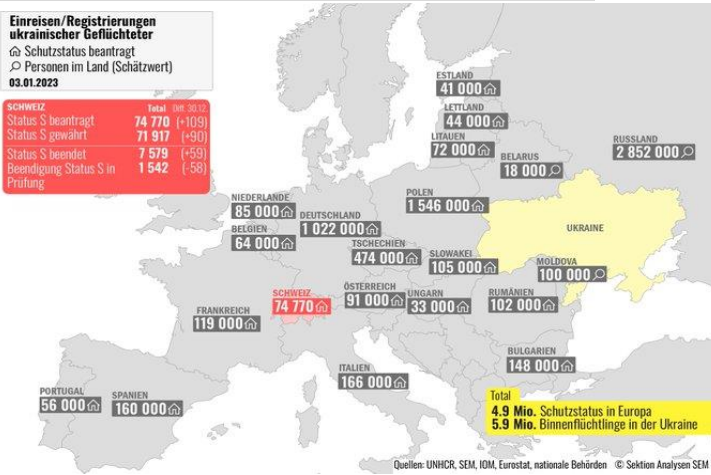 Einreisen/Registrierungen
ukrainischer Geflüchteter
Schutzstatus beantragt
Personen im Land (Schätzwert)
03.01.2023
SCHWEIZ Total Diff. 30.12.
Status S beantragt 74 770 (+109)
Status S gewährt 71 917 (+90)
Status S beendet 7 579 (+59)
Beendigung Status S in 1 542 (-58)
Prüfung
ESTLAND
41 000
LETTLAND
44 000
LITAUEN
72 000
RUSSLAND
2 852 000
BELARUS
18 000
POLEN
1 546 000
NIEDERLANDE
85 000
DEUTSCHLAND
1 022 000
BELGIEN
64 000
UKRAINE
TSCHECHIEN
474 000
SLOWAKEI
105 000
MOLDOVA
100 000
SCHWEIZ
74 770
ÖSTERREICH
91 000
UNGARN
33 000
RUMÄNIEN
102 000
FRANKREICH
119 000
BULGARIEN
148 000
ITALIEN
166 000
PORTUGAL
56 000
SPANIEN
160 000
Total
4.9 Mio. Schutzstatus in Europa
5.9 Mio. Binnenflüchtlinge in der Ukraine
Quellen: UNHCR, SEM, IOM, Eurostat, nationale Behörden © Sektion Analysen SEM